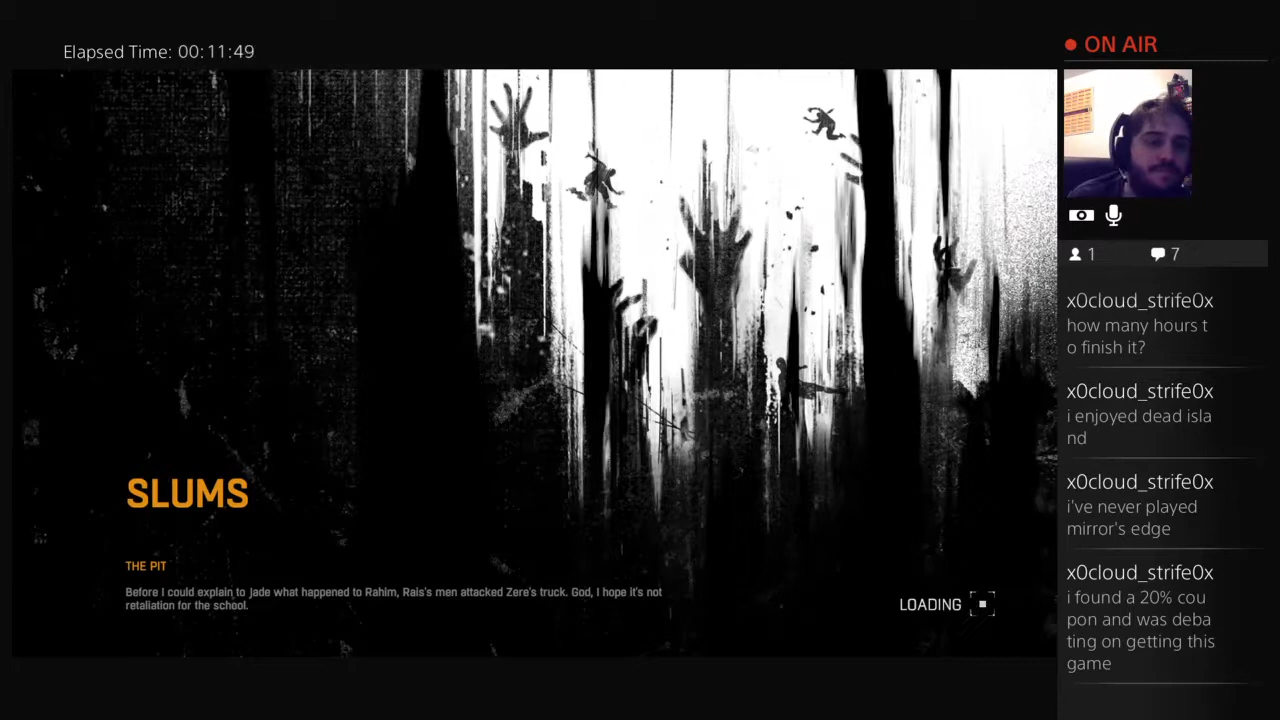 Elapsed Time: 00:11:49
ON AIR
1
7
x0cloud_strife0x
how many hours t
o finish it?
x0cloud_strife0x
i enjoyed dead isla
nd
x0cloud_strife0x
i've never played
mirror's edge
x0cloud_strife0x
i found a 20% cou
pon and was deba
ting on getting this
game
SLUMS
THE PIT
Before I could explain to Jade what happened to Rahim, Rais's men attacked Zere's truck. God, I hope it's not
retaliation for the school.
LOADING